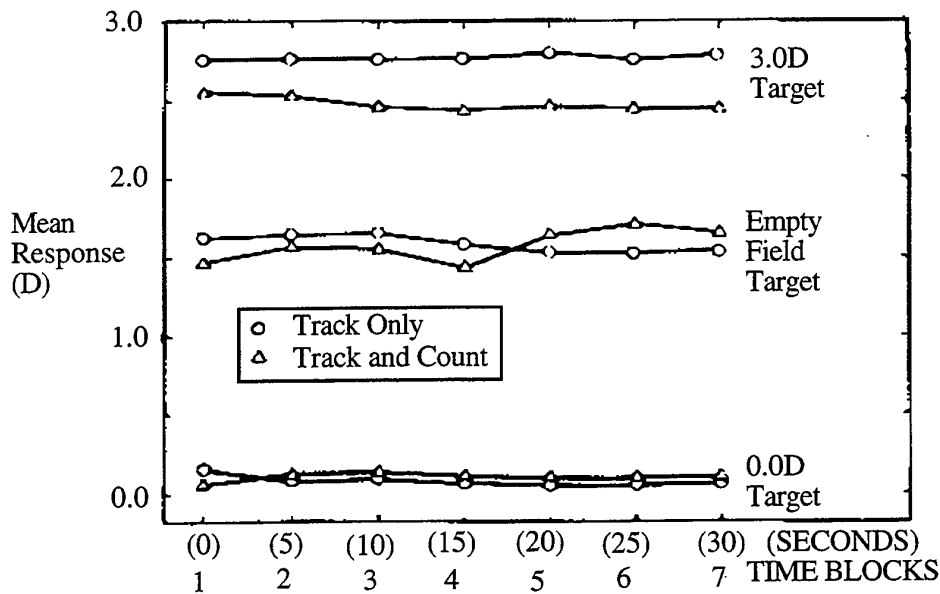 3.0
2.0
1.0
0.0
Mean
Response
(D)
3.0D
Target
Empty
Field
Target
0.0D
Target
Track Only
Track and Count
(0) (5) (10) (15) (20) (25) (30) (SECONDS)
1 2 3 4 5 6 7 TIME BLOCKS